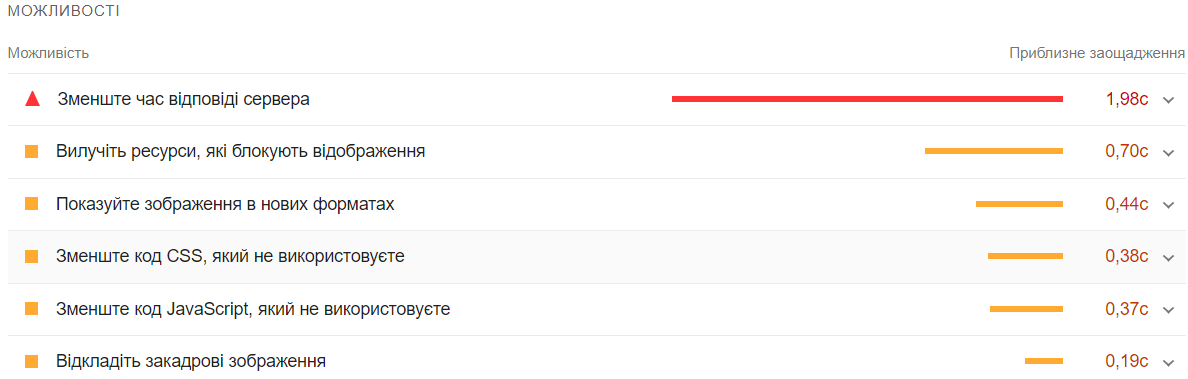 МОЖЛИВОСТІ
Можливість Приблизне заощадження
Зменште час відповіді сервера 1,98с
Вилучіть ресурси, які блокують відображення 0,70с
Показуйте зображення в нових форматах 0,44с
Зменште код CSS, який не використовуєте 0,38с
Зменште код JavaScript, який не використовуєте 0,37с
Відкладіть закадрові зображення 0,19с